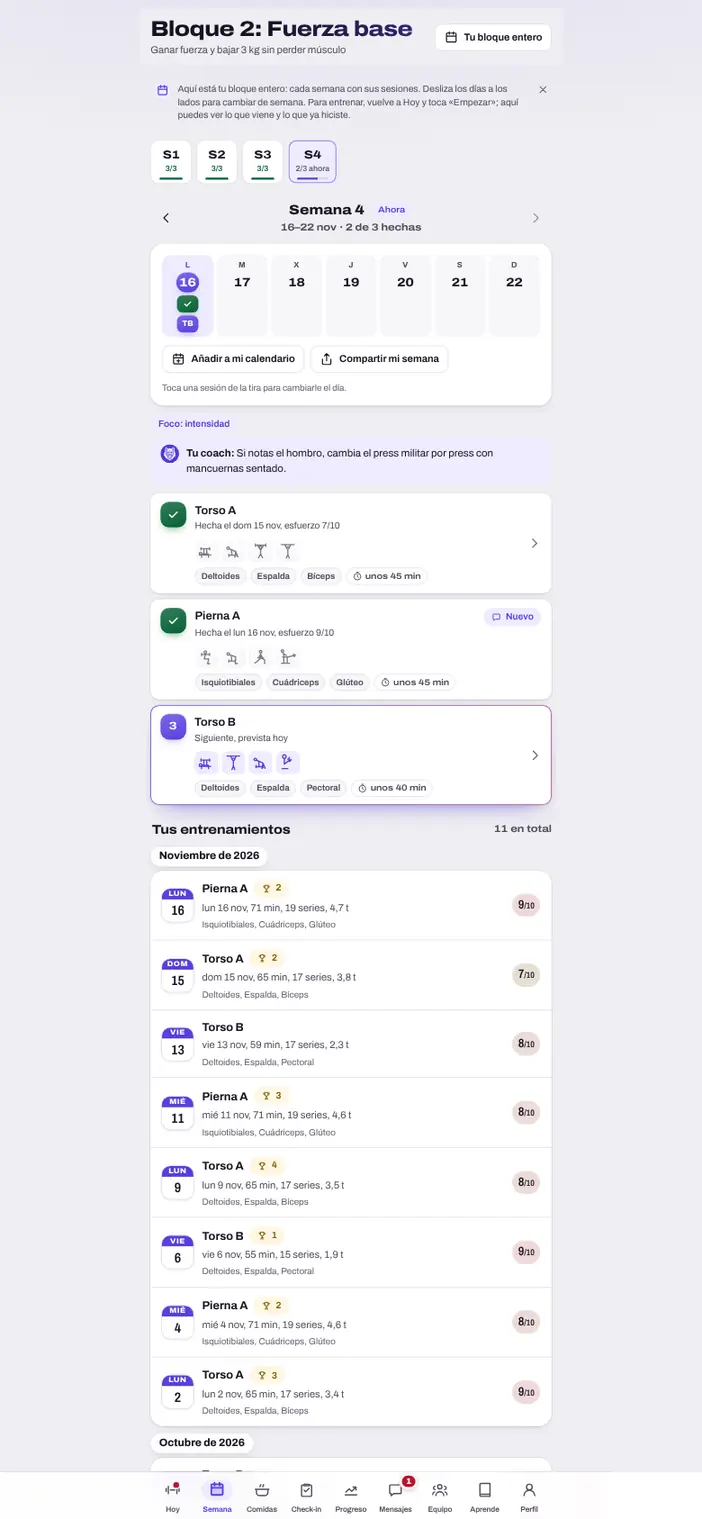 Bloque 2: Fuerza base
Ganar fuerza y bajar 3 kg sin perder músculo
Tu bloque entero
Aquí está tu bloque entero: cada semana con sus sesiones. Desliza los días a los
lados para cambiar de semana. Para entrenar, vuelve a Hoy y toca «Empezar»; aquí
puedes ver lo que viene y lo que ya hiciste.
S1
3/3
S2
3/3
S3
3/3
S4
2/3 ahora
Semana 4 Ahora
16–22 nov · 2 de 3 hechas
L M X J V S D
16 17 18 19 20 21 22
TB
Añadir a mi calendario
Compartir mi semana
Toca una sesión de la tira para cambiarle el día.
Foco: intensidad
Tu coach: Si notas el hombro, cambia el press militar por press con
mancuernas sentado.
Torso A
Hecha el dom 15 nov, esfuerzo 7/10
Deltoides Espalda Bíceps unos 45 min
Pierna A
Nuevo
Hecha el lun 16 nov, esfuerzo 9/10
Isquiotibiales Cuádriceps Glúteo unos 45 min
3
Torso B
Siguiente, prevista hoy
Deltoides Espalda Pectoral unos 40 min
Tus entrenamientos
11 en total
Noviembre de 2026
LUN
16
Pierna A 2
lun 16 nov, 71 min, 19 series, 4,7 t
Isquiotibiales, Cuádriceps, Glúteo
9/10
DOM
15
Torso A 2
dom 15 nov, 65 min, 17 series, 3,8 t
Deltoides, Espalda, Bíceps
7/10
VIE
13
Torso B
vie 13 nov, 59 min, 17 series, 2,3 t
Deltoides, Espalda, Pectoral
8/10
MIÉ
11
Pierna A 3
mié 11 nov, 71 min, 19 series, 4,6 t
Isquiotibiales, Cuádriceps, Glúteo
8/10
LUN
9
Torso A 4
lun 9 nov, 65 min, 17 series, 3,5 t
Deltoides, Espalda, Bíceps
8/10
VIE
6
Torso B 1
vie 6 nov, 55 min, 15 series, 1,9 t
Deltoides, Espalda, Pectoral
9/10
MIÉ
4
Pierna A 2
mié 4 nov, 71 min, 19 series, 4,6 t
Isquiotibiales, Cuádriceps, Glúteo
8/10
LUN
2
Torso A 3
lun 2 nov, 65 min, 17 series, 3,4 t
Deltoides, Espalda, Bíceps
9/10
Octubre de 2026
1
Hoy Semana Comidas Check-in Progreso Mensajes Equipo Aprende Perfil